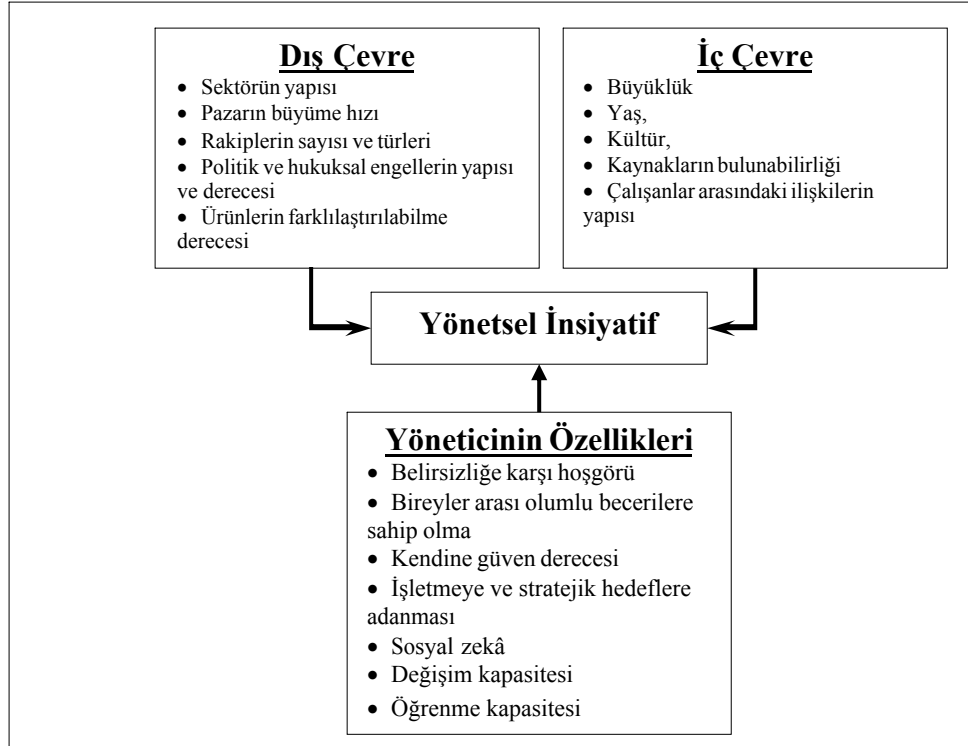 Dış Çevre
• Sektörün yapısı
• Pazarın büyüme hızı
• Rakiplerin sayısı ve türleri
• Politik ve hukuksal engellerin yapısı
ve derecesi
• Ürünlerin farklılaştırılabilme
derecesi
İç Çevre
• Büyüklük
• Yaş,
• Kültür,
• Kaynakların bulunabilirliği
• Çalışanlar arasındaki ilişkilerin
yapısı
Yönetsel İnsiyatif
Yöneticinin Özellikleri
• Belirsizliğe karşı hoşgörü
• Bireyler arası olumlu becerilere
sahip olma
• Kendine güven derecesi
• İşletmeye ve stratejik hedeflere
adanması
• Sosyal zekâ
• Değişim kapasitesi
• Öğrenme kapasitesi